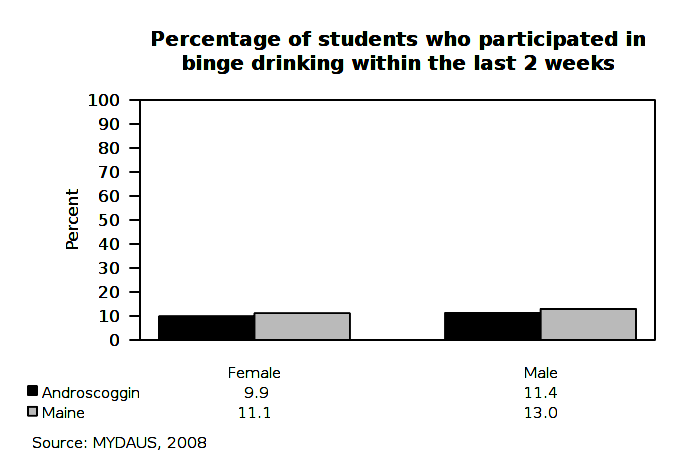 Percentage of students who participated in
binge drinking within the last 2 weeks
100
90
80
70
60
50
40
30
20
10
0
Percent
Female Male
Androscoggin 9.9 11.4
Maine 11.1 13.0
Source: MYDAUS, 2008